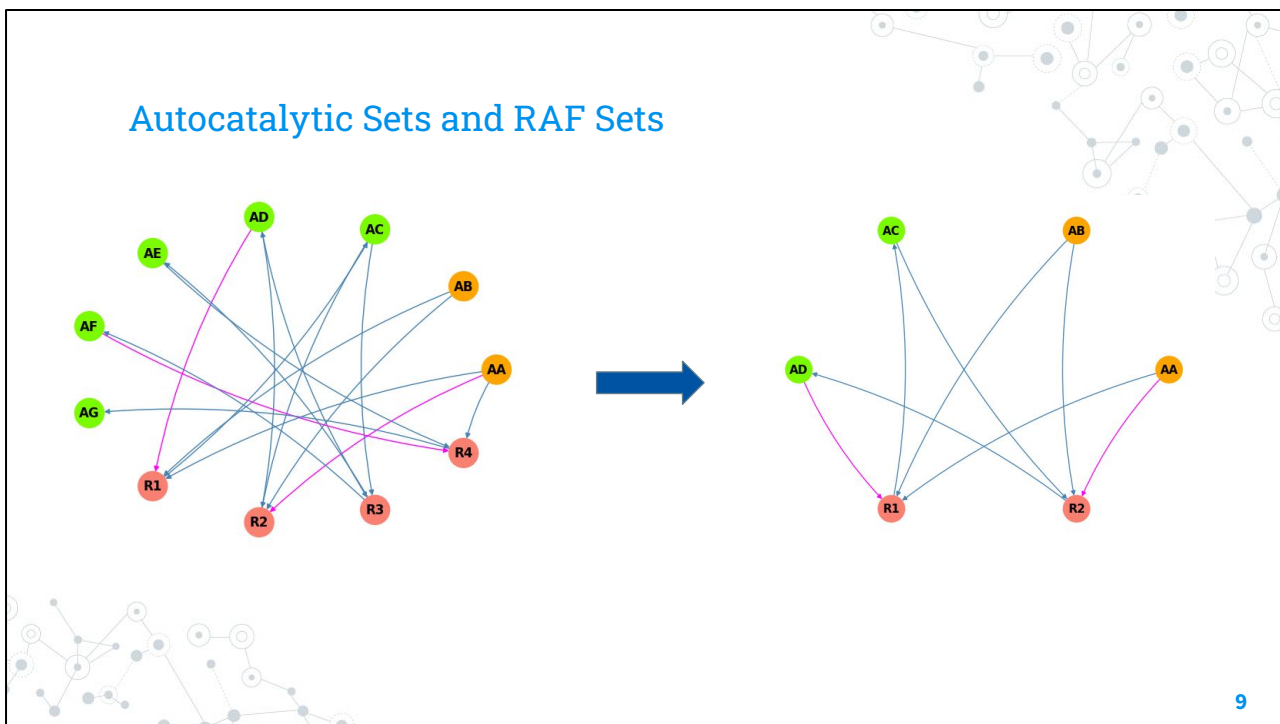 Autocatalytic Sets and RAF Sets
AD
AC
AE
AB
AF
AA
AG
R4
R1
R3
R2
AC
AB
AD
AA
R1
R2
9